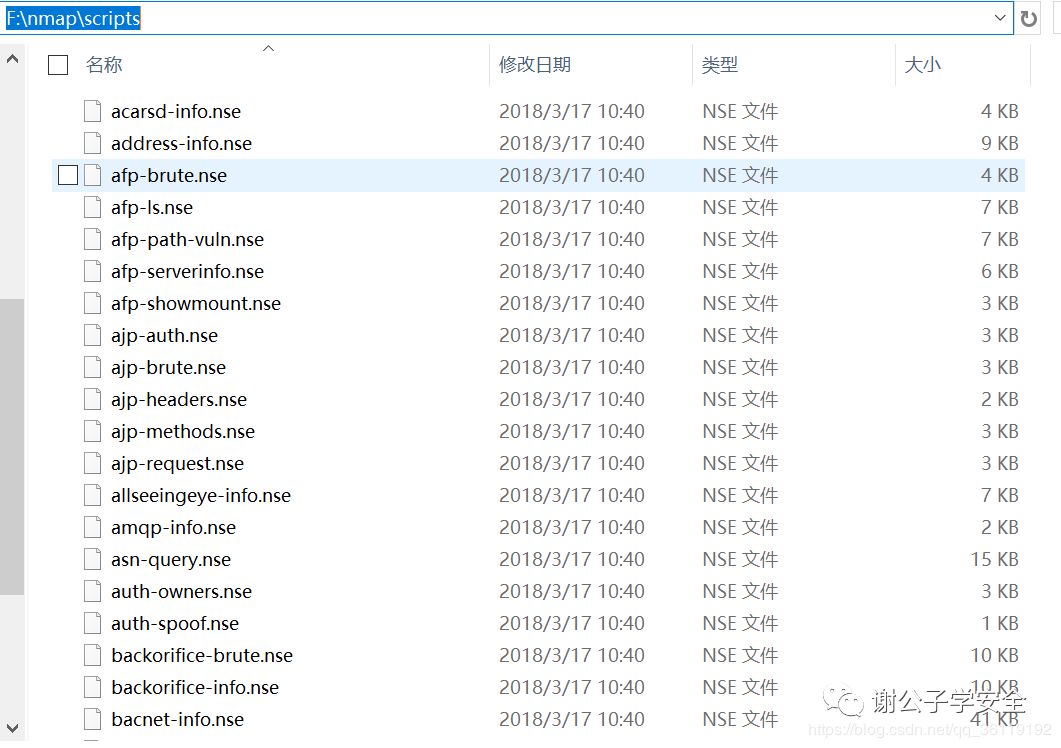 F:\nmap\scripts
名称 修改日期 类型 大小
acarsd-info.nse 2018/3/17 10:40 NSE 文件 4 KB
address-info.nse 2018/3/17 10:40 NSE 文件 9 KB
afp-brute.nse 2018/3/17 10:40 NSE 文件 4 KB
afp-ls.nse 2018/3/17 10:40 NSE 文件 7 KB
afp-path-vuln.nse 2018/3/17 10:40 NSE 文件 7 KB
afp-serverinfo.nse 2018/3/17 10:40 NSE 文件 6 KB
afp-showmount.nse 2018/3/17 10:40 NSE 文件 3 KB
ajp-auth.nse 2018/3/17 10:40 NSE 文件 3 KB
ajp-brute.nse 2018/3/17 10:40 NSE 文件 3 KB
ajp-headers.nse 2018/3/17 10:40 NSE 文件 2 KB
ajp-methods.nse 2018/3/17 10:40 NSE 文件 3 KB
ajp-request.nse 2018/3/17 10:40 NSE 文件 3 KB
allseeingeye-info.nse 2018/3/17 10:40 NSE 文件 7 KB
amqp-info.nse 2018/3/17 10:40 NSE 文件 2 KB
asn-query.nse 2018/3/17 10:40 NSE 文件 15 KB
auth-owners.nse 2018/3/17 10:40 NSE 文件 3 KB
auth-spoof.nse 2018/3/17 10:40 NSE 文件 1 KB
backorifice-brute.nse 2018/3/17 10:40 NSE 文件 10 KB
backorifice-info.nse 2018/3/17 10:40 NSE 文件 10 KB
谢公子学安全
bacnet-info.nse 2018/3/17 10:40 NSE 文件 41 KB
https://blog.csdn.net/qq_36119192